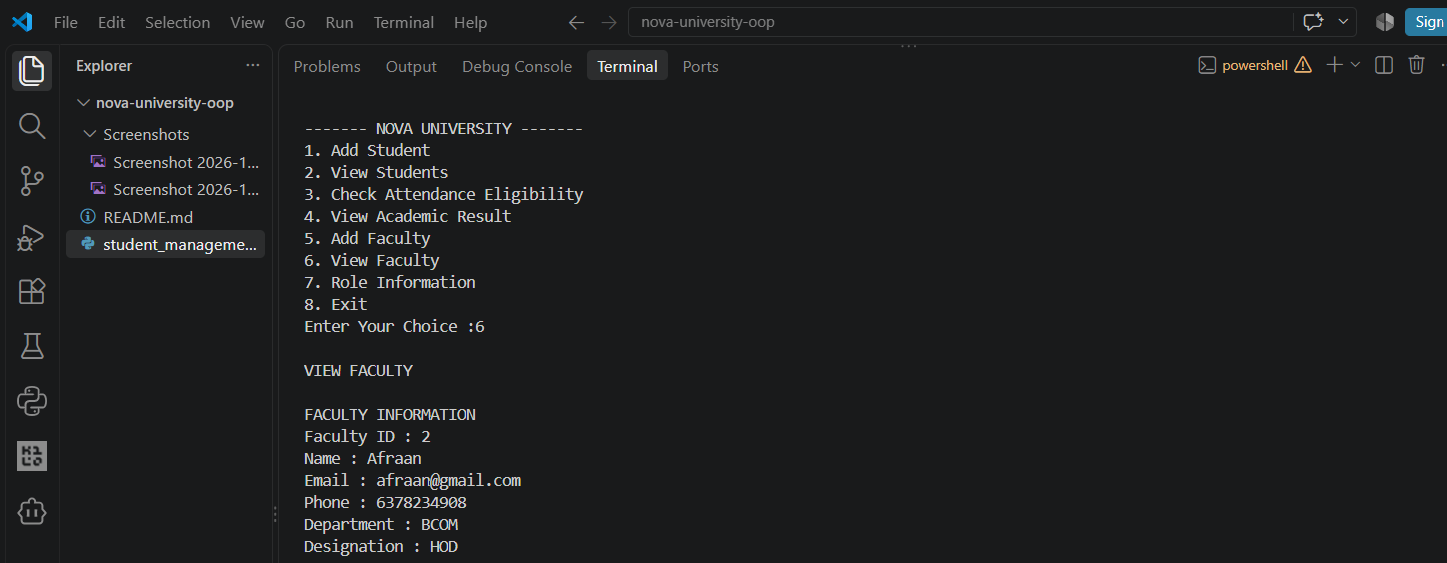 File Edit Selection View Go Run Terminal Help
nova-university-oop
Sign
Explorer
nova-university-oop
Screenshots
Screenshot 2026-1...
Screenshot 2026-1...
README.md
student_manageme...
Problems Output Debug Console Terminal Ports
powershell
------- NOVA UNIVERSITY -------
1. Add Student
2. View Students
3. Check Attendance Eligibility
4. View Academic Result
5. Add Faculty
6. View Faculty
7. Role Information
8. Exit
Enter Your Choice :6
VIEW FACULTY
FACULTY INFORMATION
Faculty ID : 2
Name : Afraan
Email : afraan@gmail.com
Phone : 6378234908
Department : BCOM
Designation : HOD